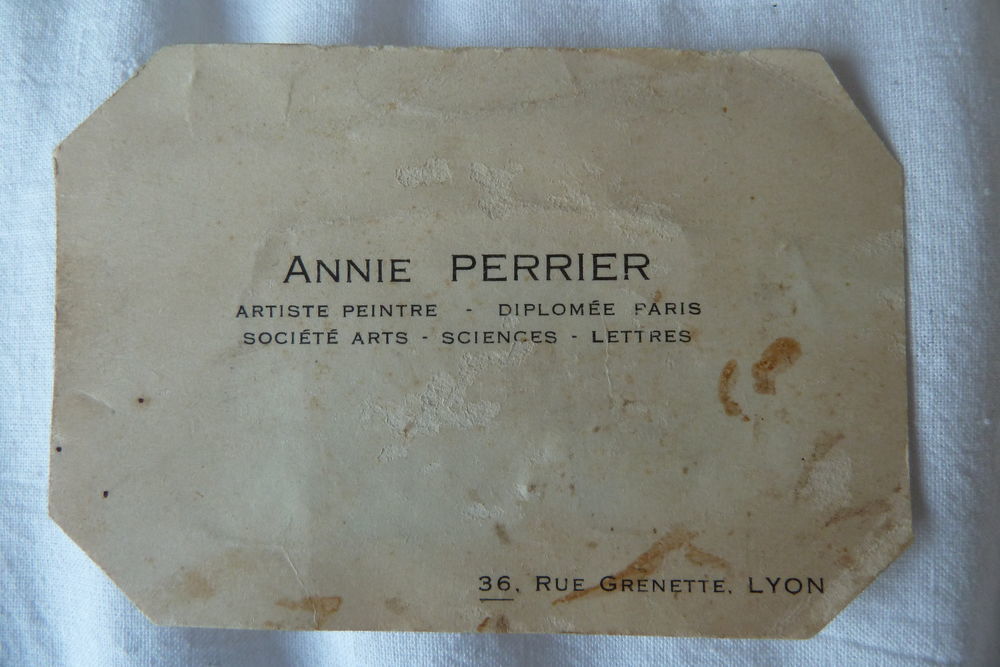 ANNIE PERRIER
ARTISTE PEINTRE - DIPLOMÉE PARIS
SOCIÉTÉ ARTS - SCIENCES - LETTRES
36, RUE GRENETTE, LYON